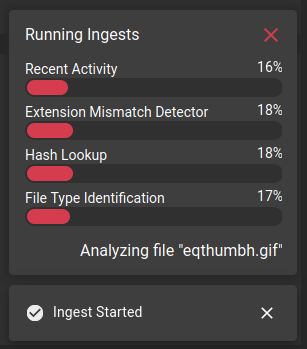 Running Ingests
Recent Activity 16%
Extension Mismatch Detector 18%
Hash Lookup 18%
File Type Identification 17%
Analyzing file "eqthumbh.gif"
Ingest Started